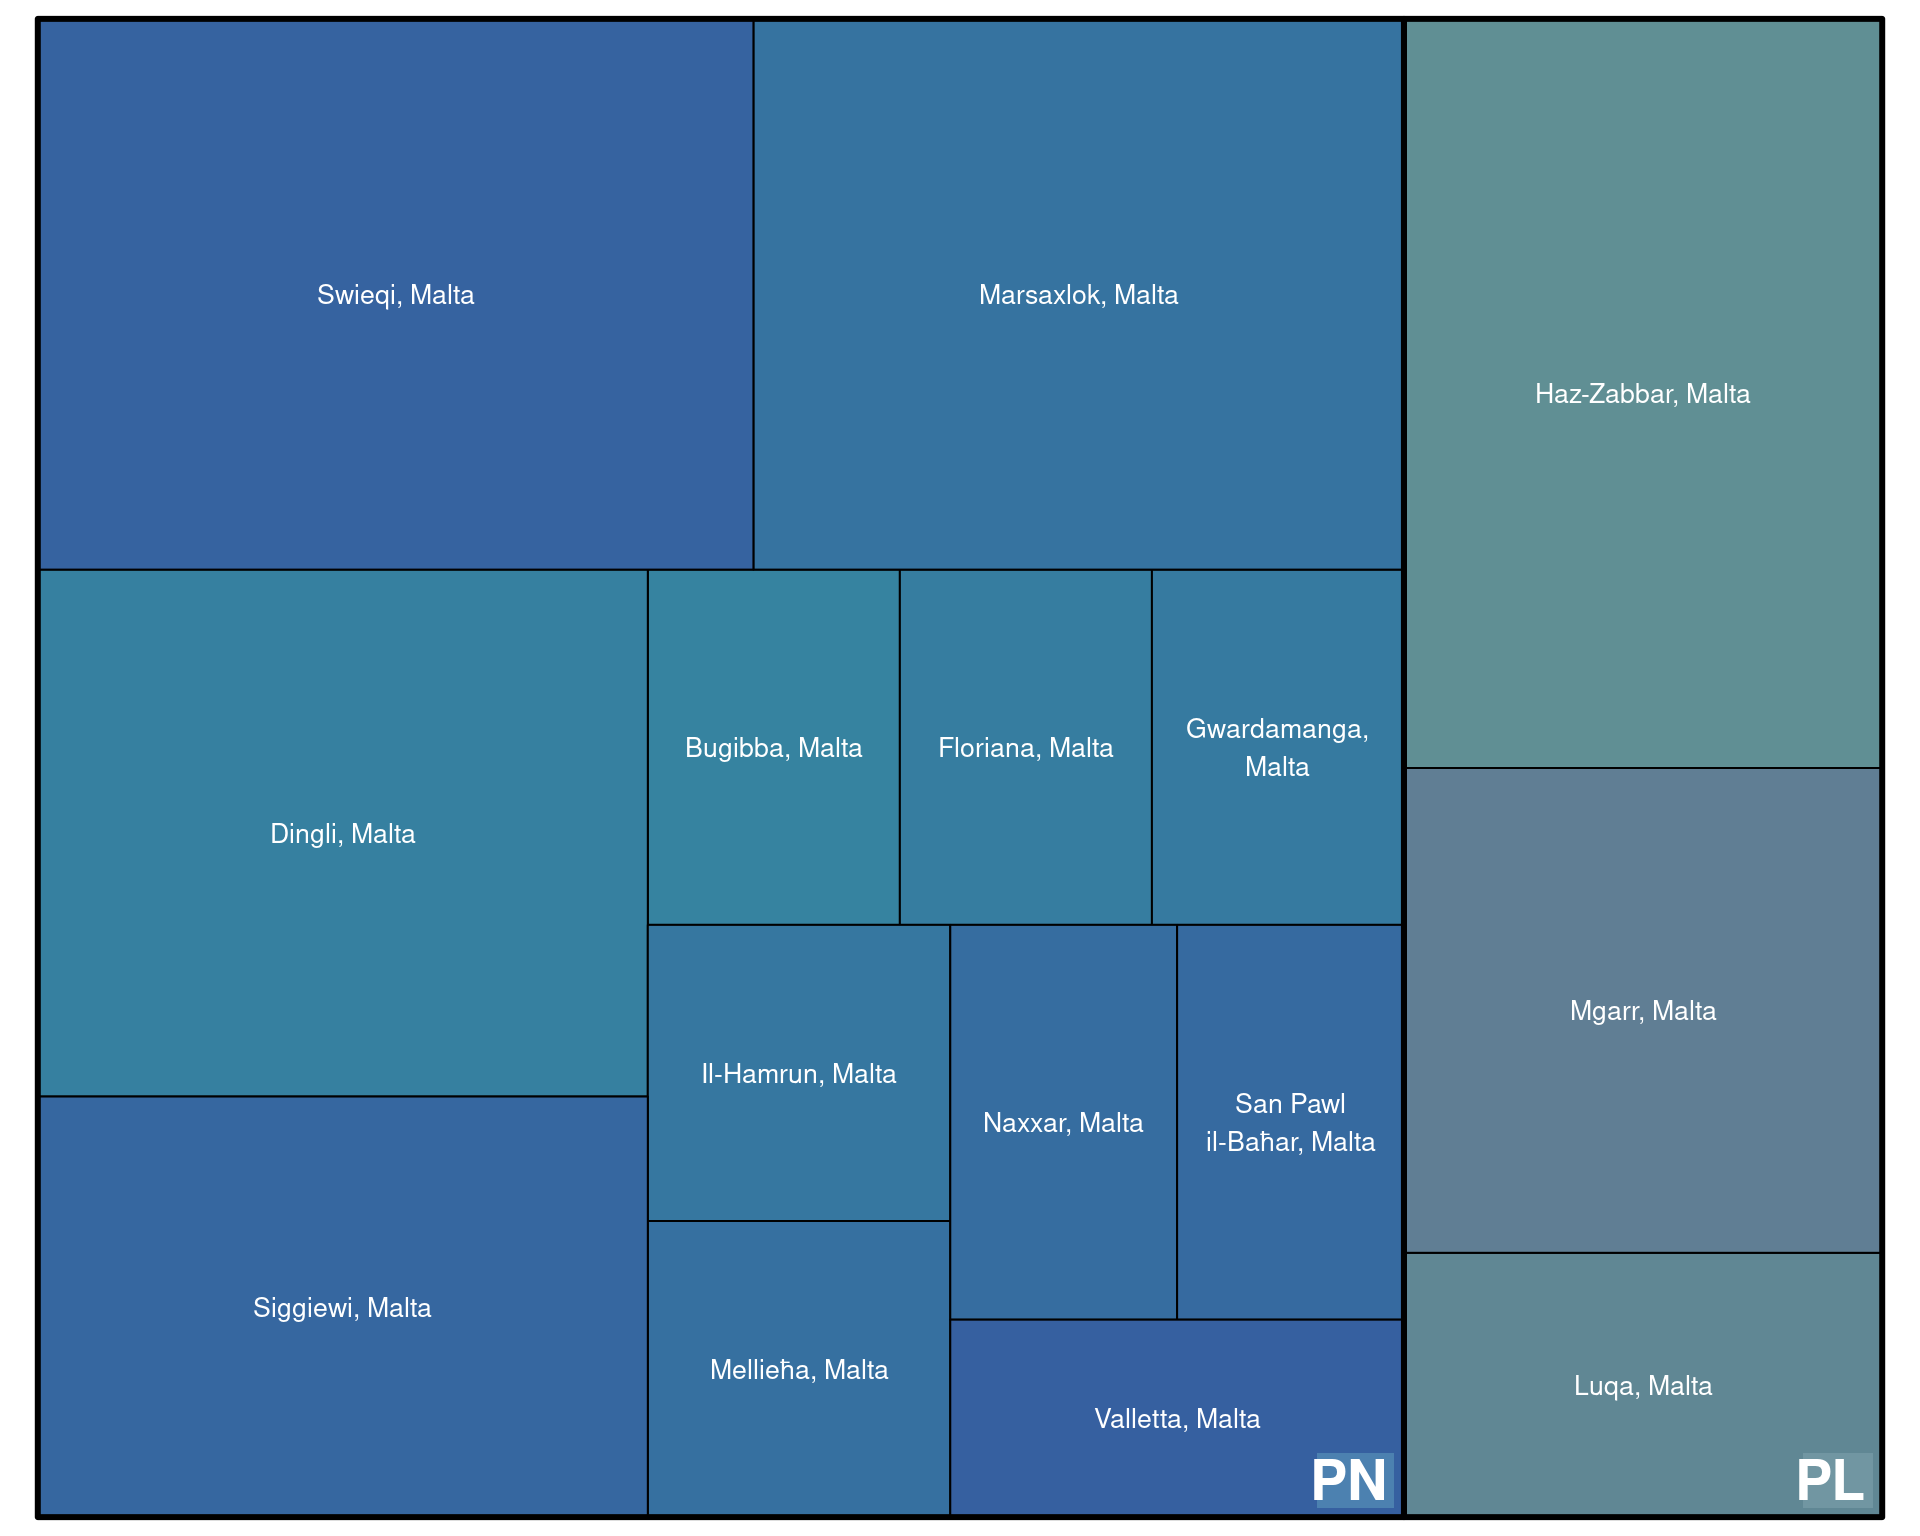 Swieqi, Malta
Marsaxlok, Malta
Haz-Zabbar, Malta
Dingli, Malta
Bugibba, Malta
Floriana, Malta
Gwardamanga,
Malta
Il-Hamrun, Malta
Naxxar, Malta
San Pawl
il-Baħar, Malta
Mgarr, Malta
Siggiewi, Malta
Mellieħa, Malta
Valletta, Malta
Luqa, Malta
PN
PL